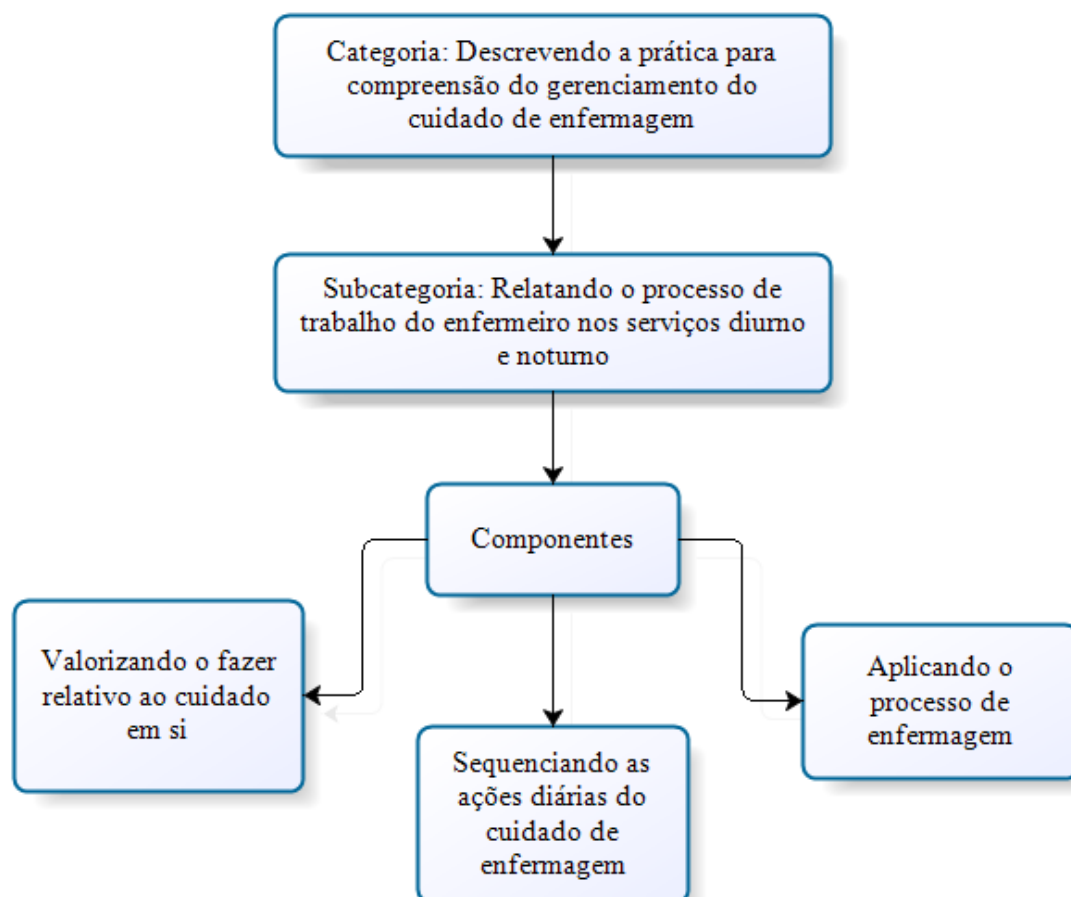 Categoria: Descrevendo a prática para
compreensão do gerenciamento do
cuidado de enfermagem
Subcategoria: Relatando o processo de
trabalho do enfermeiro nos serviços diurno
e noturno
Componentes
Valorizando o fazer
relativo ao cuidado
em si
Sequenciando as
ações diárias do
cuidado de
enfermagem
Aplicando o
processo de
enfermagem